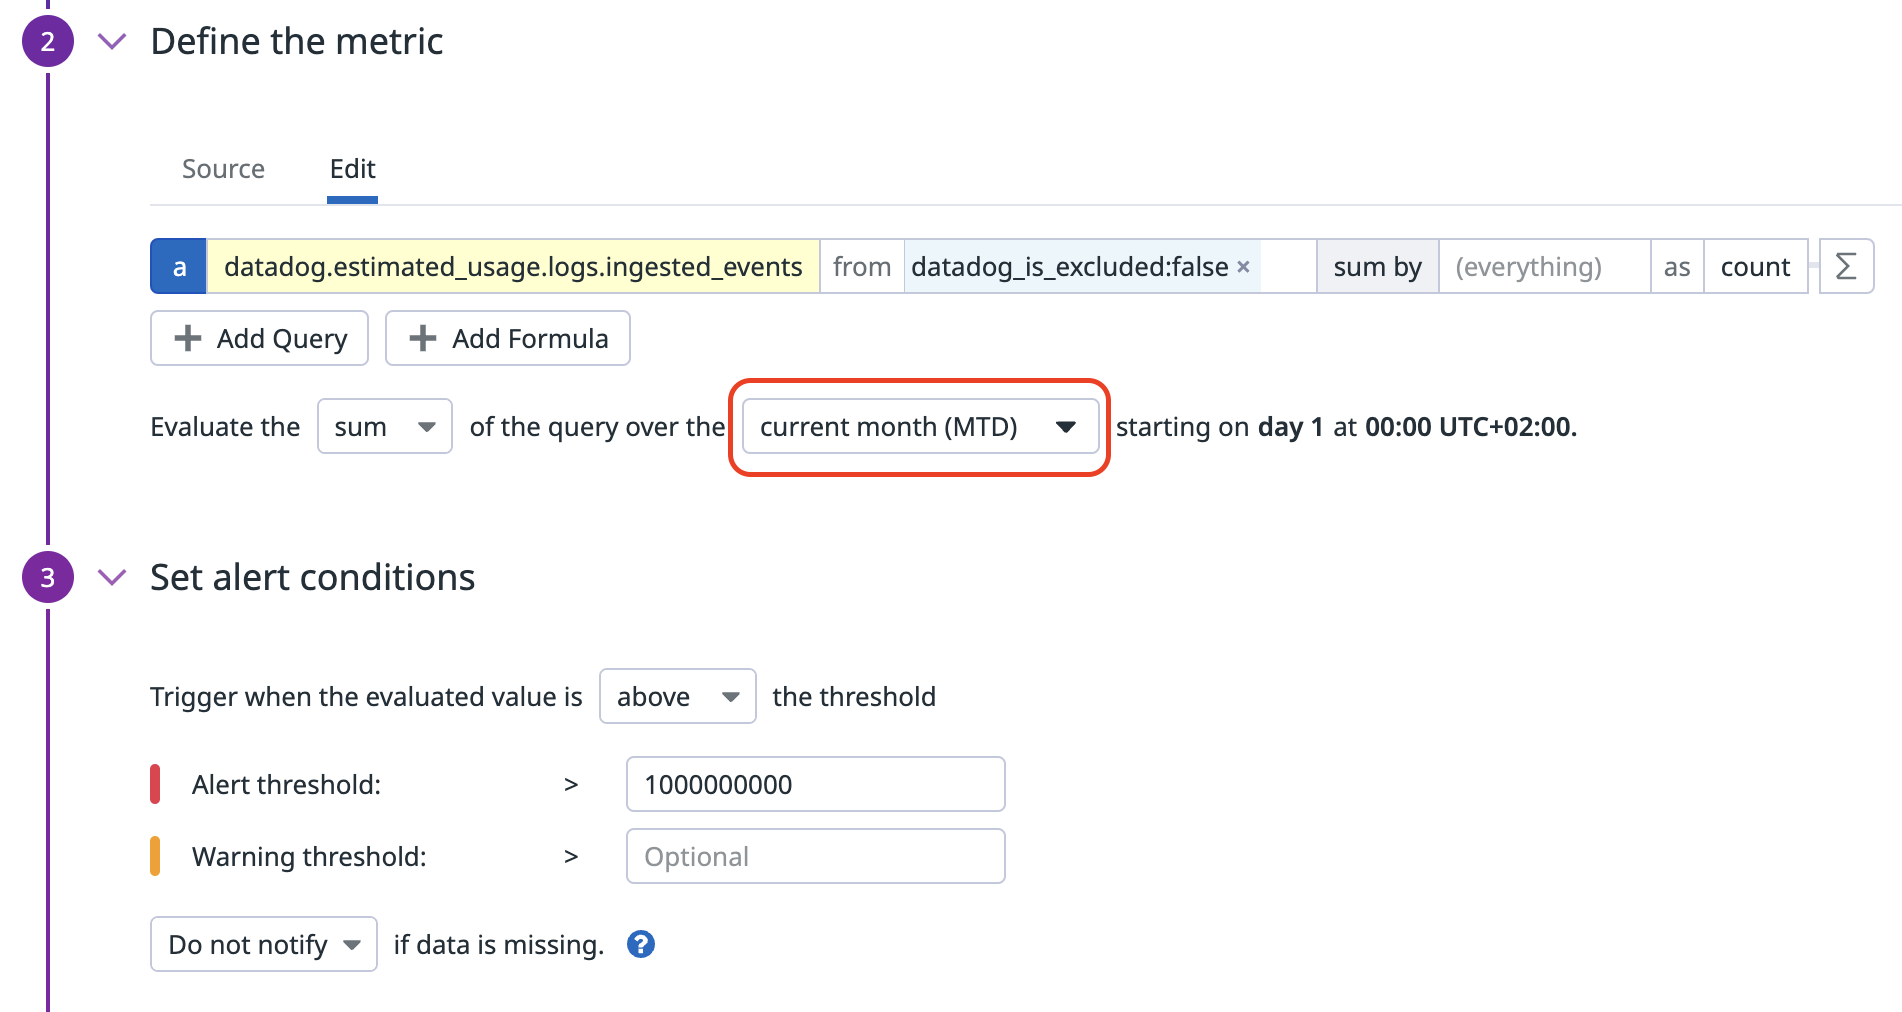 2 Define the metric
Source Edit
a datadog.estimated_usage.logs.ingested_events from datadog_is_excluded:false × sum by (everything) as count Σ
+ Add Query + Add Formula
Evaluate the sum of the query over the current month (MTD) starting on day 1 at 00:00 UTC+02:00.
3 Set alert conditions
Trigger when the evaluated value is above the threshold
Alert threshold: > 1000000000
Warning threshold: > Optional
Do not notify if data is missing. ?